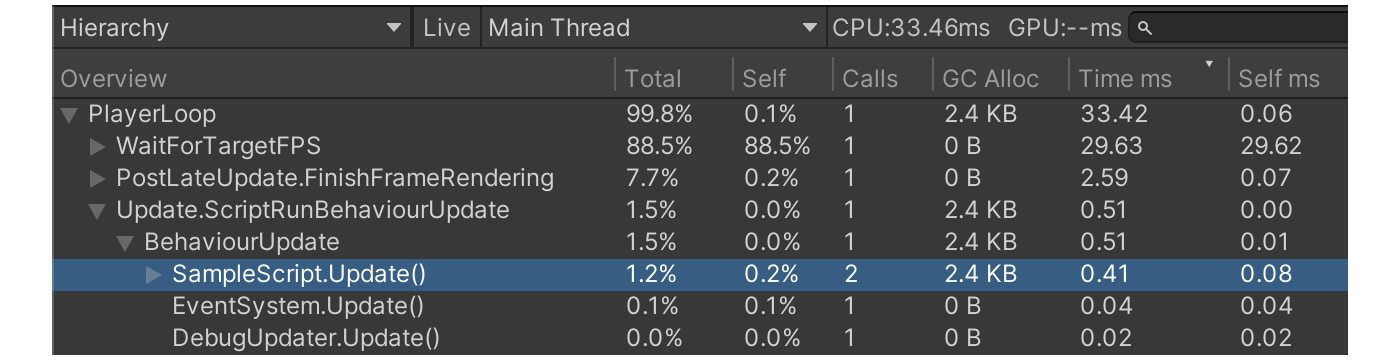 Hierarchy Live Main Thread CPU:33.46ms GPU:--ms
Overview Total Self Calls GC Alloc Time ms Self ms
PlayerLoop 99.8% 0.1% 1 2.4 KB 33.42 0.06
WaitForTargetFPS 88.5% 88.5% 1 0 B 29.63 29.62
PostLateUpdate.FinishFrameRendering 7.7% 0.2% 1 0 B 2.59 0.07
Update.ScriptRunBehaviourUpdate 1.5% 0.0% 1 2.4 KB 0.51 0.00
BehaviourUpdate 1.5% 0.0% 1 2.4 KB 0.51 0.01
SampleScript.Update() 1.2% 0.2% 2 2.4 KB 0.41 0.08
EventSystem.Update() 0.1% 0.1% 1 0 B 0.04 0.04
DebugUpdater.Update() 0.0% 0.0% 1 0 B 0.02 0.02